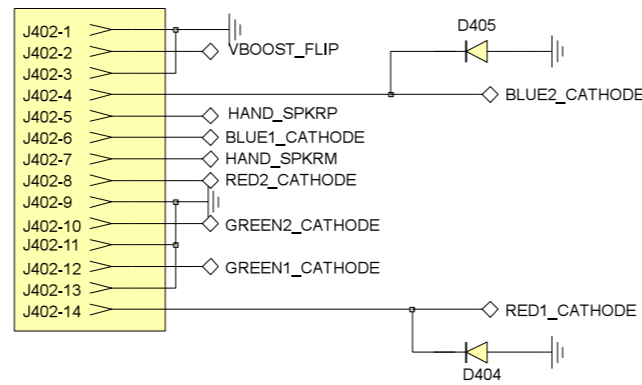 D405
J402-1
J402-2 VBOOST_FLIP
J402-3
J402-4 BLUE2_CATHODE
J402-5 HAND_SPKRP
J402-6 BLUE1_CATHODE
J402-7 HAND_SPKRM
J402-8 RED2_CATHODE
J402-9
J402-10 GREEN2_CATHODE
J402-11
J402-12 GREEN1_CATHODE
J402-13
J402-14 RED1_CATHODE
D404